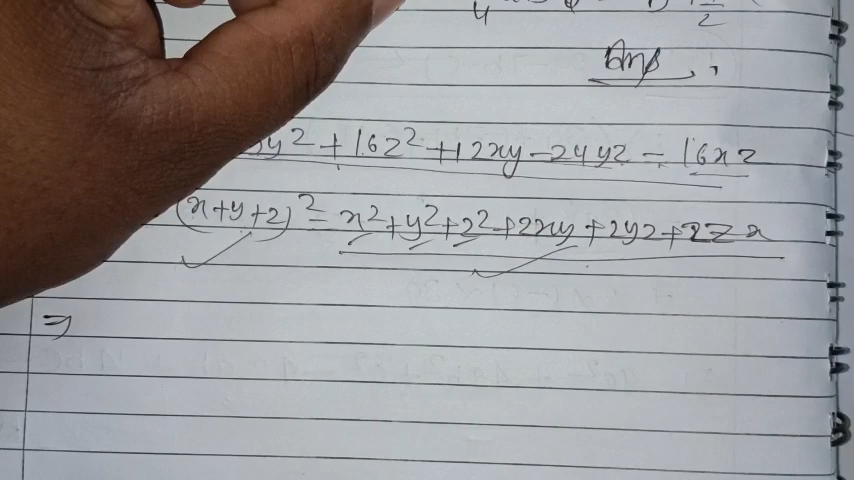 Ans
y² + 16z² + 12xy - 24yz - 16xz
(x+y+z)² = x² + y² + z² + 2xy + 2yz + 2zx
⇒